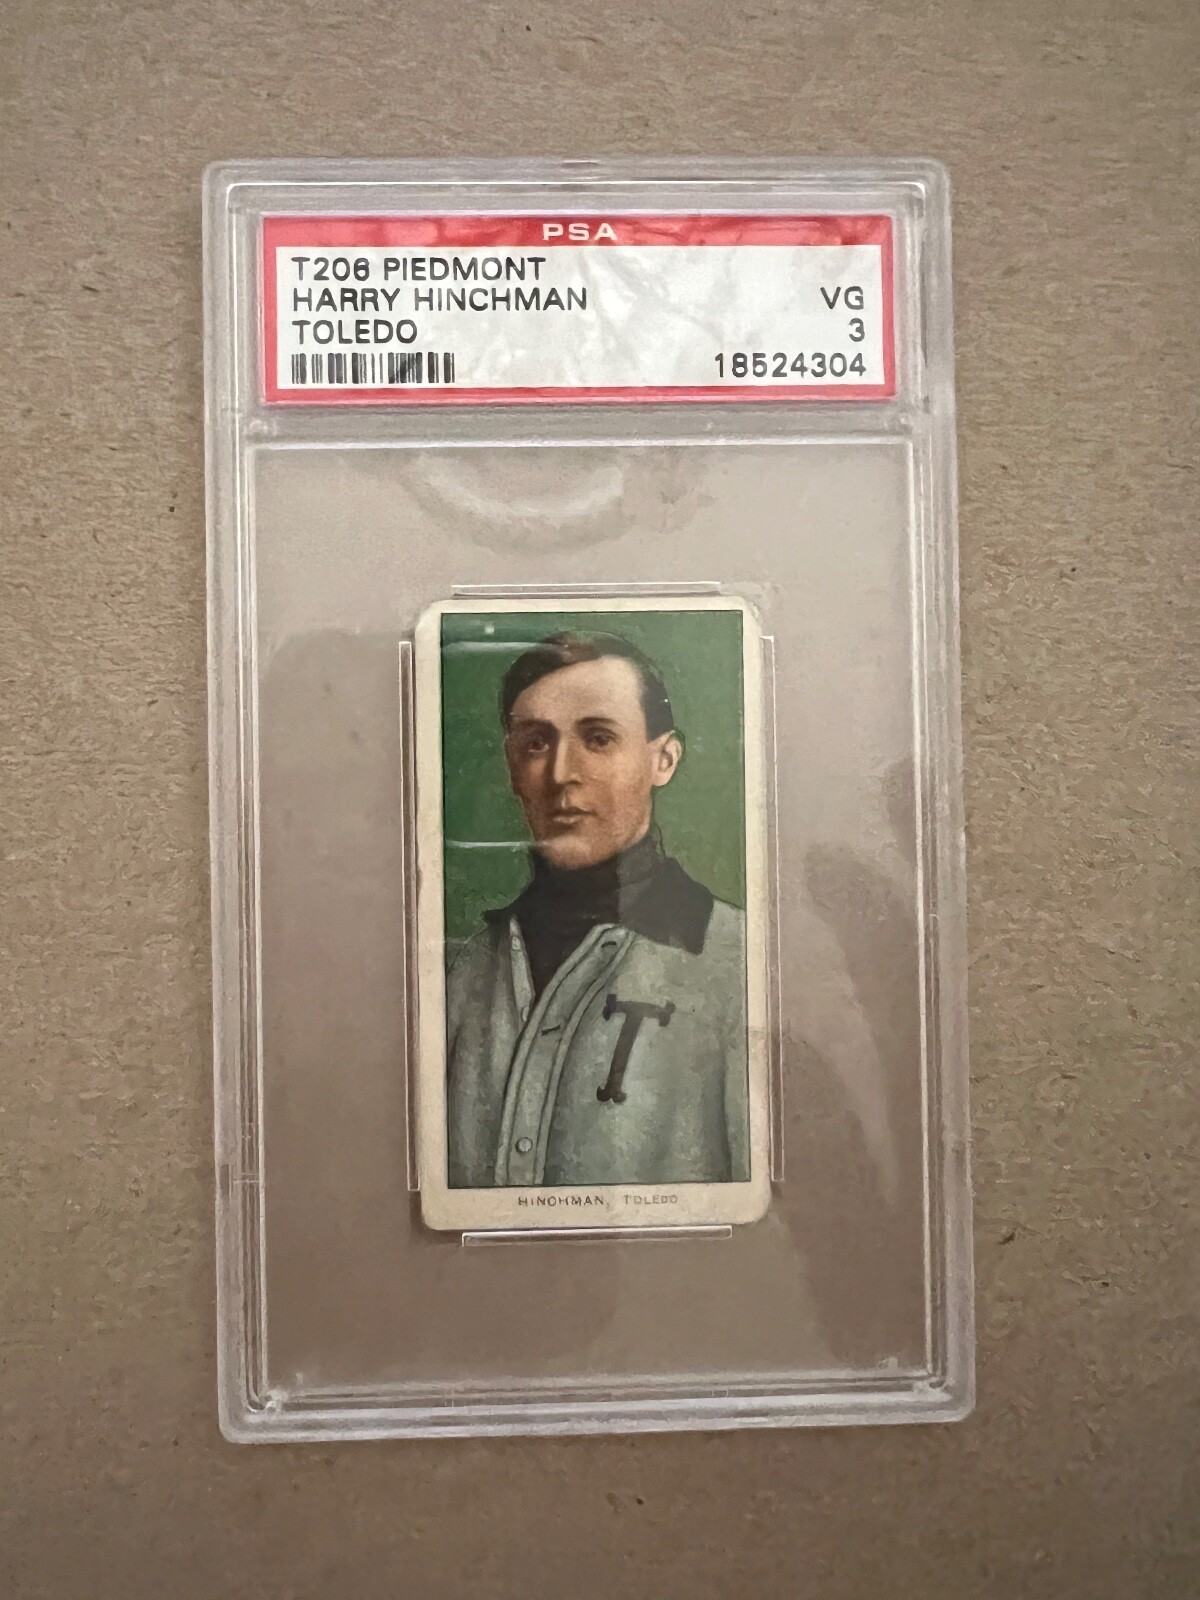 PSA
T206 PIEDMONT
HARRY HINCHMAN VG
TOLEDO 3
18524304
T
HINCHMAN, TOLEDO